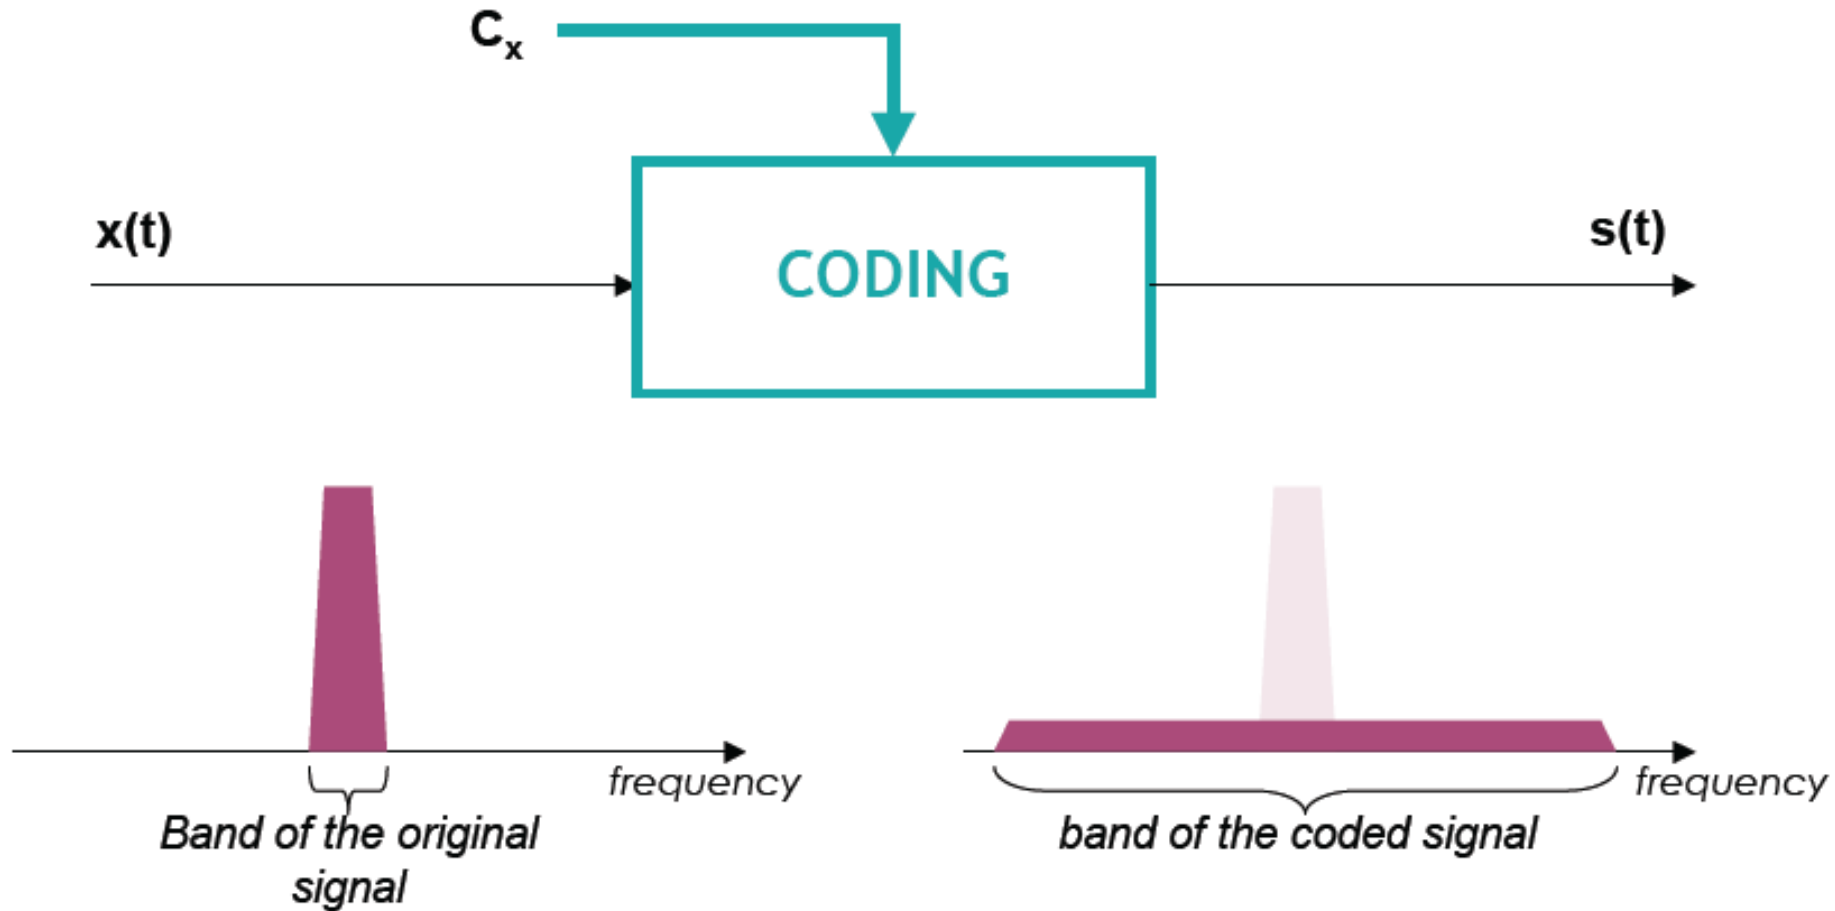 Cx
x(t)
s(t)
CODING
frequency
frequency
Band of the original
signal
band of the coded signal